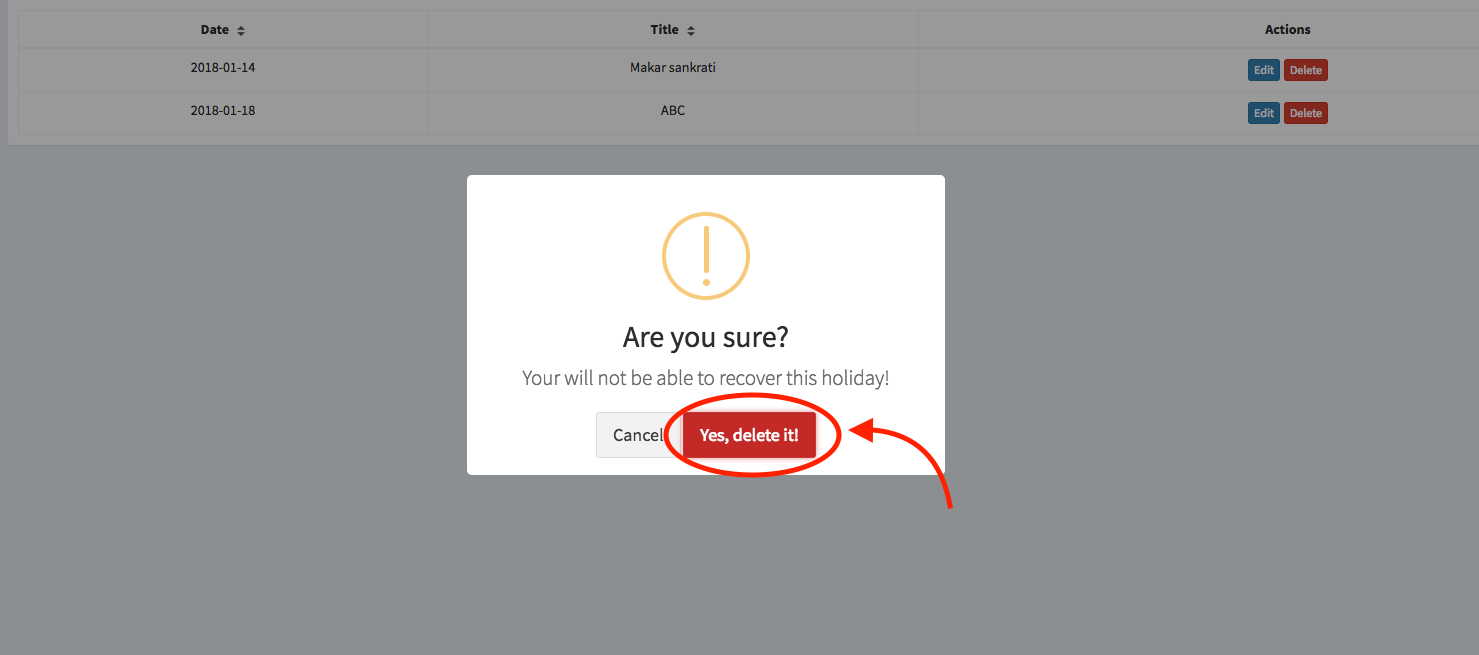 Date Title Actions
2018-01-14 Makar sankrati Edit Delete
2018-01-18 ABC Edit Delete
Are you sure?
Your will not be able to recover this holiday!
Cancel Yes, delete it!